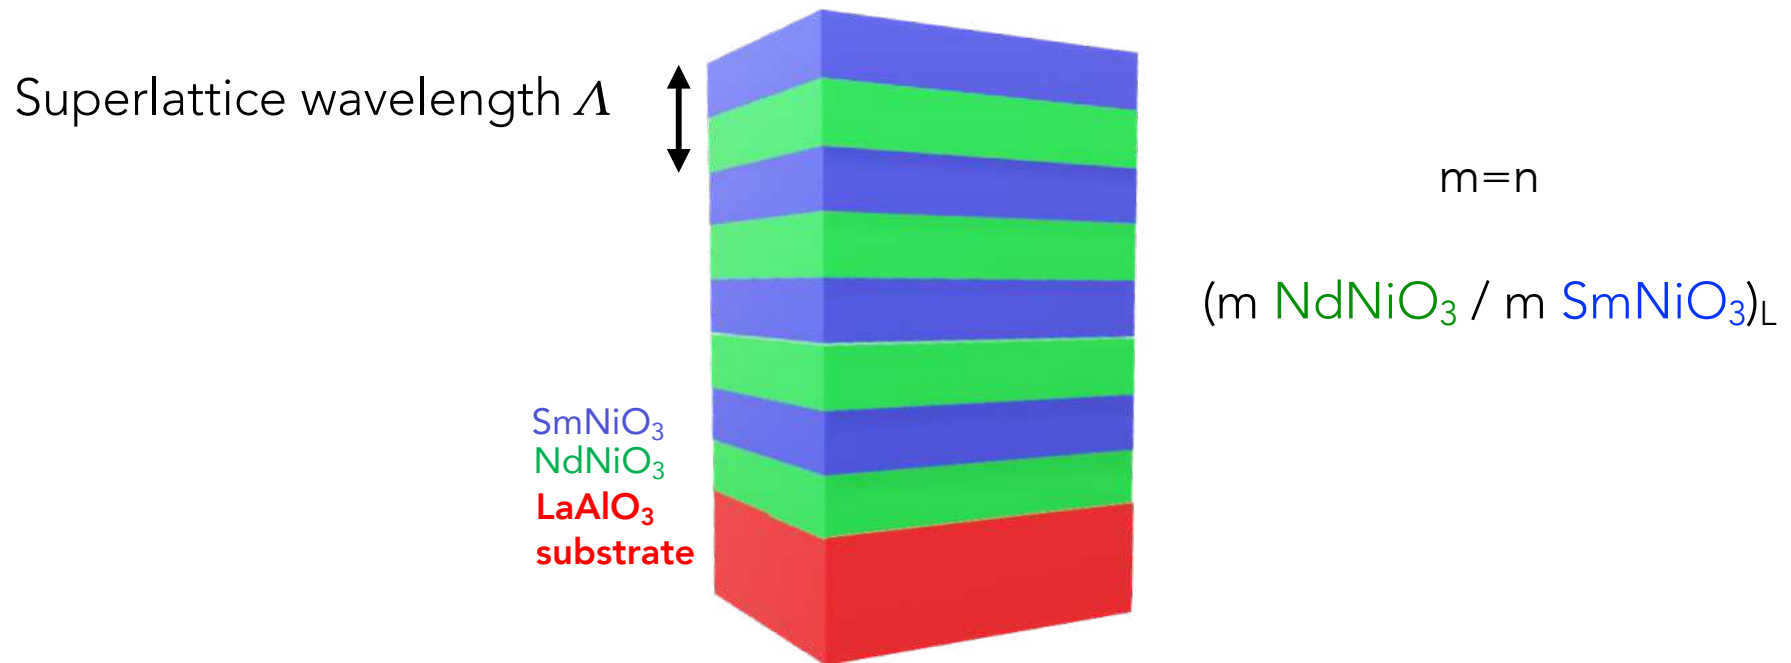 Superlattice wavelength Λ
m=n
(m NdNiO₃ / m SmNiO₃)L
SmNiO₃
NdNiO₃
LaAlO₃
substrate